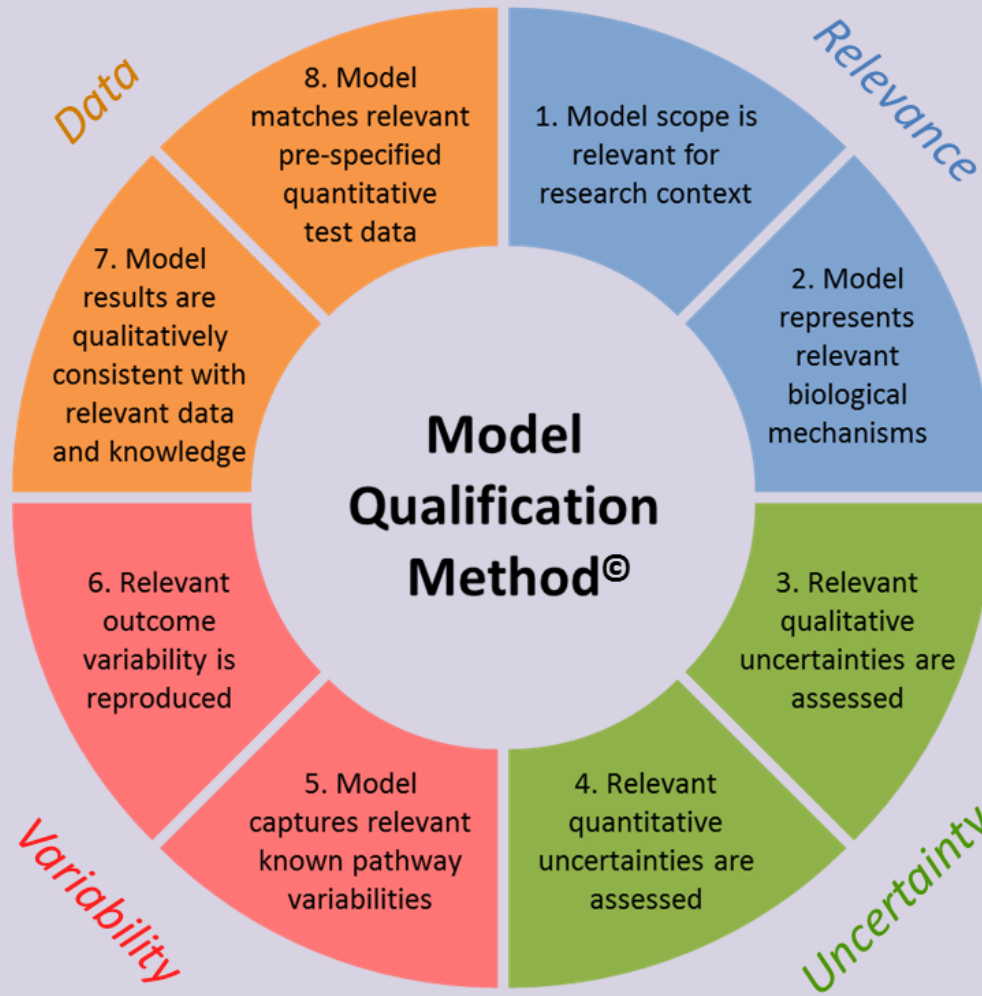 Model
Qualification
Method©
Relevance
1. Model scope is
relevant for
research context
2. Model
represents
relevant
biological
mechanisms
Uncertainty
3. Relevant
qualitative
uncertainties are
assessed
4. Relevant
quantitative
uncertainties are
assessed
Variability
5. Model
captures relevant
known pathway
variabilities
6. Relevant
outcome
variability is
reproduced
Data
7. Model
results are
qualitatively
consistent with
relevant data
and knowledge
8. Model
matches relevant
pre-specified
quantitative
test data